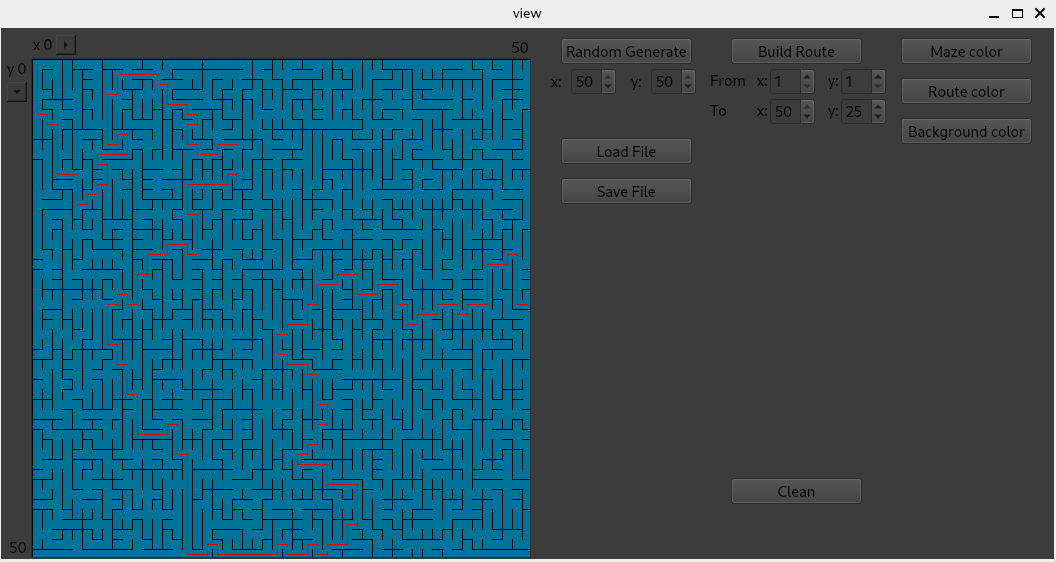 view
x 0
50
y 0
50
Random Generate
x: 50 y: 50
Load File
Save File
Build Route
From x: 1 y: 1
To x: 50 y: 25
Clean
Maze color
Route color
Background color